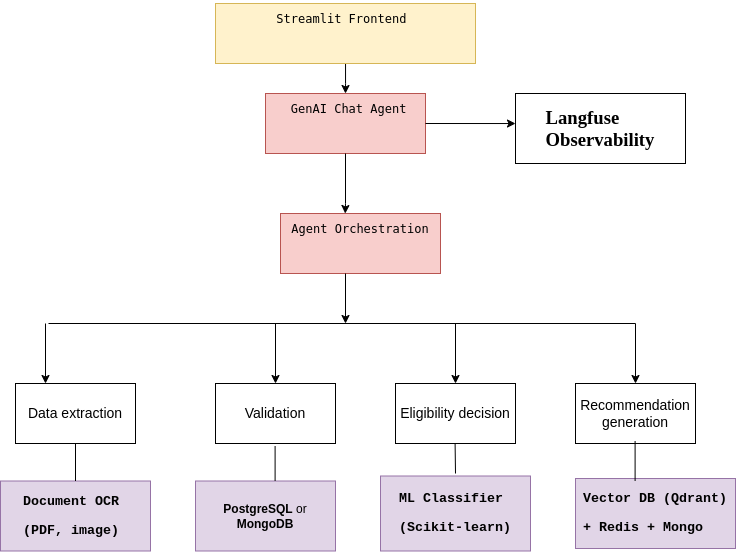 Streamlit Frontend
GenAI Chat Agent
Langfuse
Observability
Agent Orchestration
Data extraction
Validation
Eligibility decision
Recommendation
generation
Document OCR
(PDF, image)
PostgreSQL or
MongoDB
ML Classifier
(Scikit-learn)
Vector DB (Qdrant)
+ Redis + Mongo